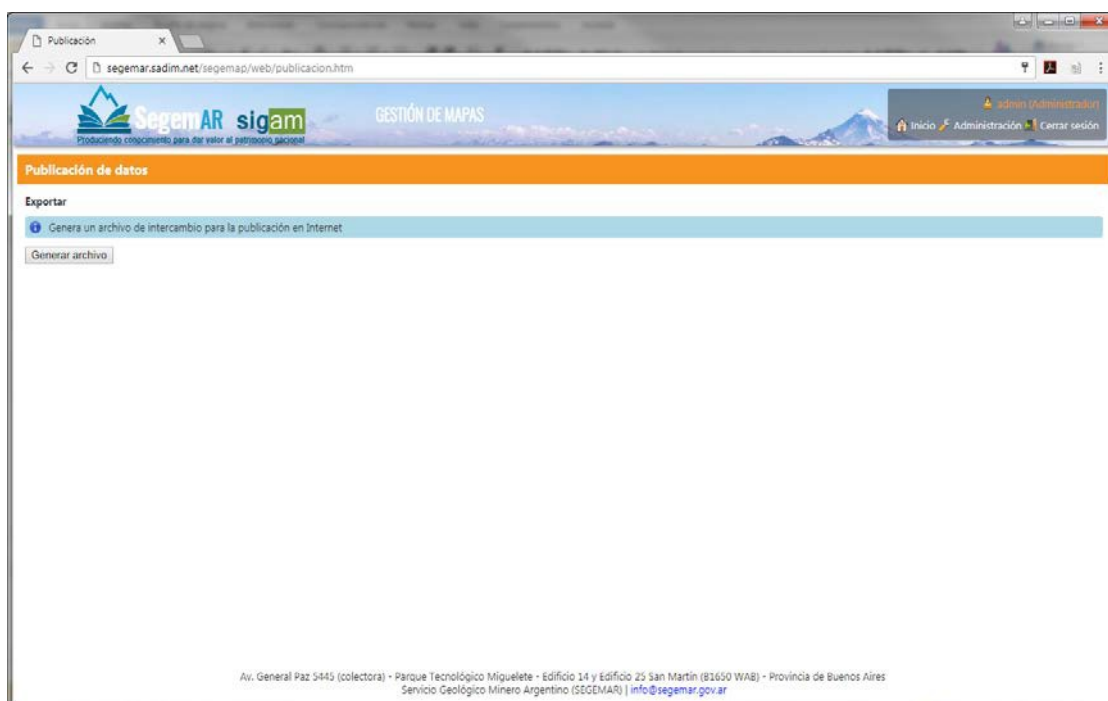 Publicación
segemar.sadim.net/segemap/web/publicacion.htm
SegemAR sigam
Produciendo conocimiento para dar valor al patrimonio nacional
GESTIÓN DE MAPAS
admin (Administrador)
Inicio Administración Cerrar sesión
Publicación de datos
Exportar
Genera un archivo de intercambio para la publicación en Internet
Generar archivo
Av. General Paz 5445 (colectora) - Parque Tecnológico Miguelete - Edificio 14 y Edificio 25 San Martín (B1650 WAB) - Provincia de Buenos Aires
Servicio Geológico Minero Argentino (SEGEMAR) | info@segemar.gov.ar